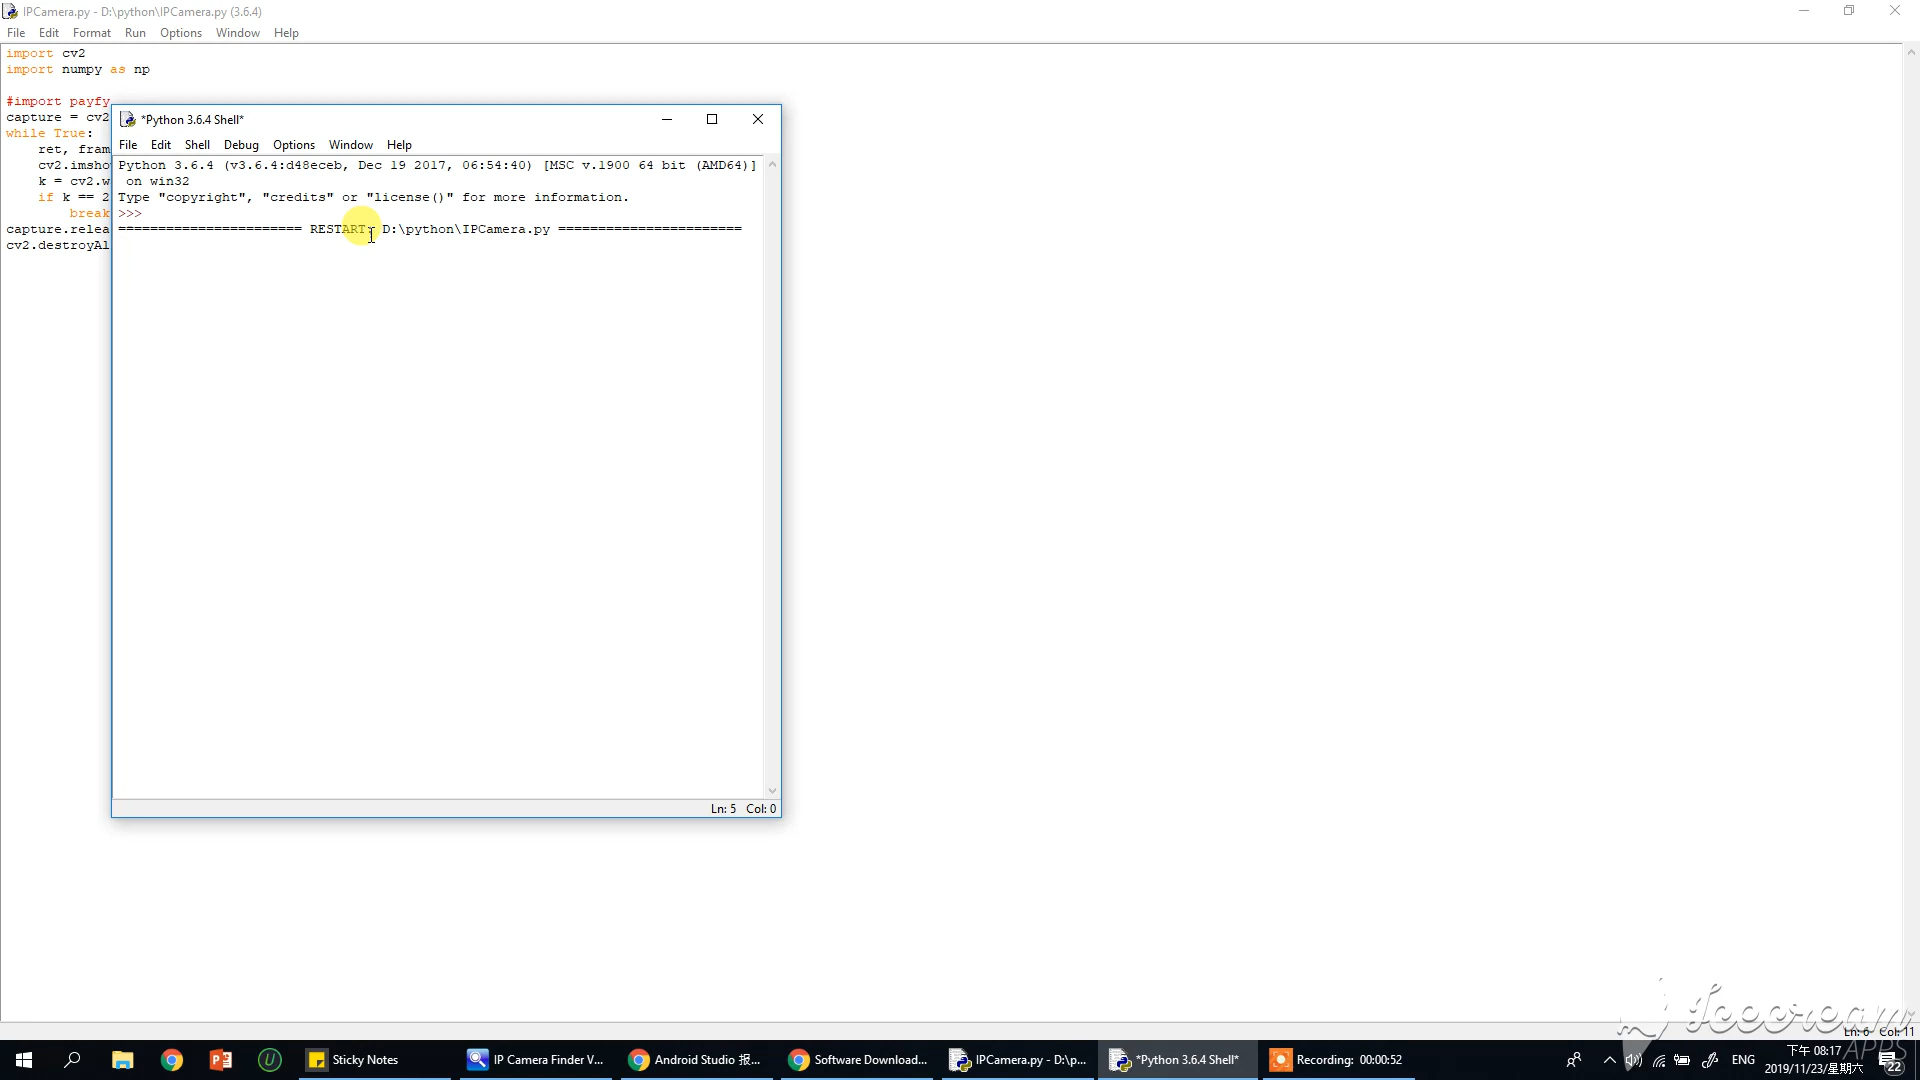 IPCamera.py - D:\python\IPCamera.py (3.6.4)
File Edit Format Run Options Window Help
import cv2
import numpy as np
#import payfy
capture = cv2
while True:
ret, fram
cv2.imsho
k = cv2.w
if k == 2
break
capture.relea
cv2.destroyAl
*Python 3.6.4 Shell*
File Edit Shell Debug Options Window Help
Python 3.6.4 (v3.6.4:d48eceb, Dec 19 2017, 06:54:40) [MSC v.1900 64 bit (AMD64)]
on win32
Type "copyright", "credits" or "license()" for more information.
>>>
======================= RESTART: D:\python\IPCamera.py =======================
Ln: 5 Col: 0
Ln: 6 Col: 11
Icecream
APPS
Sticky Notes
IP Camera Finder V...
Android Studio 报...
Software Download...
IPCamera.py - D:\p...
*Python 3.6.4 Shell*
Recording: 00:00:52
ENG
下午 08:17
2019/11/23/星期六
22